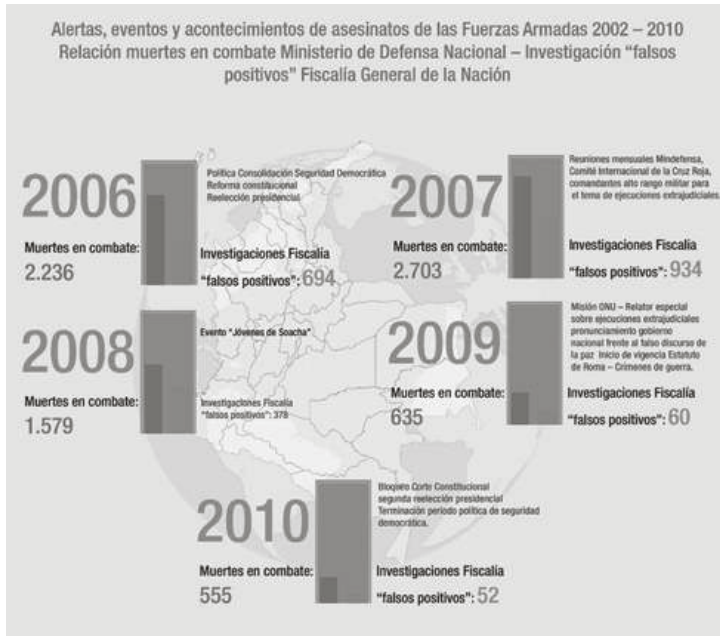 Alertas, eventos y acontecimientos de asesinatos de las Fuerzas Armadas 2002 – 2010
Relación muertes en combate Ministerio de Defensa Nacional – Investigación “falsos
positivos” Fiscalía General de la Nación
2006
Política Consolidación Seguridad Democrática
Reforma constitucional
Reelección presidencial
Muertes en combate:
2.236
Investigaciones Fiscalia
“falsos positivos”: 694
2007
Reuniones mensuales Mindefensa,
Comité Internacional de la Cruz Roja,
comandantes alto rango militar para
el tema de ejecuciones extrajudiciales.
Muertes en combate:
2.703
Investigaciones Fiscalia
“falsos positivos”: 934
2008
Evento “Jóvenes de Soacha”
Muertes en combate:
1.579
Investigaciones Fiscalia
“falsos positivos”: 378
2009
Misión ONU – Relator especial
sobre ejecuciones extrajudiciales
pronunciamiento gobierno
nacional frente al falso discurso de
la paz Inicio de vigencia Estatuto
de Roma – Crímenes de guerra.
Muertes en combate:
635
Investigaciones Fiscalía
“falsos positivos”: 60
2010
Bloqueo Corte Constitucional
segunda reelección presidencial
Terminación periodo política de seguridad
democrática.
Muertes en combate:
555
Investigaciones Fiscalía
“falsos positivos”: 52